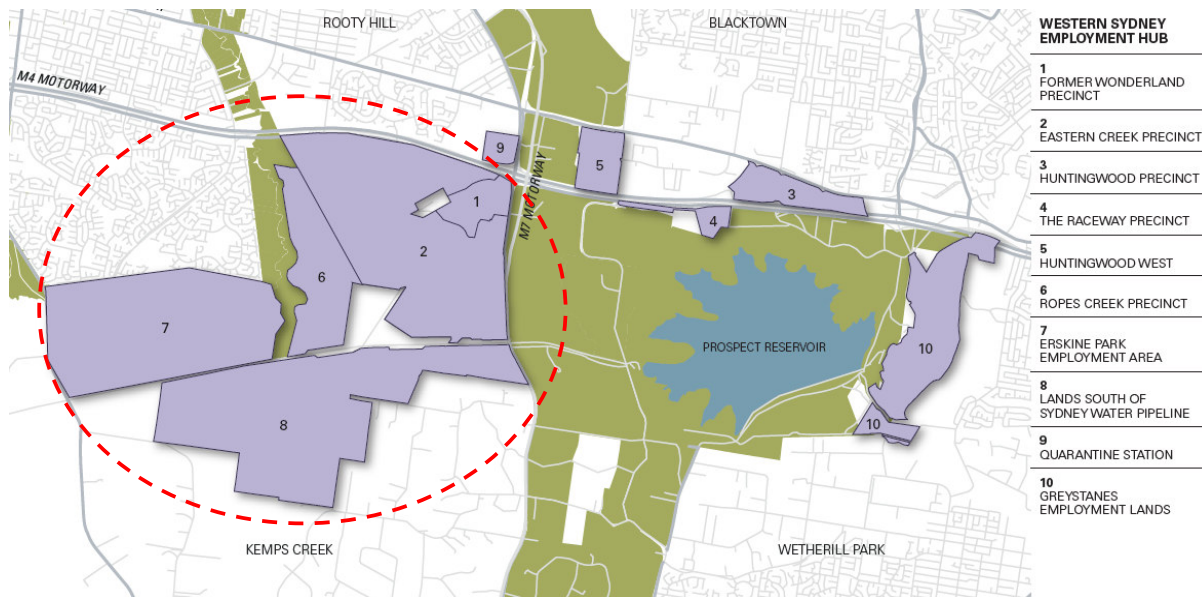 ROOTY HILL
BLACKTOWN
M4 MOTORWAY
9
5
3
1
M7 MOTORWAY
4
2
6
7
PROSPECT RESERVOIR
10
8
10
KEMPS CREEK
WETHERILL PARK
WESTERN SYDNEY
EMPLOYMENT HUB
1
FORMER WONDERLAND
PRECINCT
2
EASTERN CREEK PRECINCT
3
HUNTINGWOOD PRECINCT
4
THE RACEWAY PRECINCT
5
HUNTINGWOOD WEST
6
ROPES CREEK PRECINCT
7
ERSKINE PARK
EMPLOYMENT AREA
8
LANDS SOUTH OF
SYDNEY WATER PIPELINE
9
QUARANTINE STATION
10
GREYSTANES
EMPLOYMENT LANDS